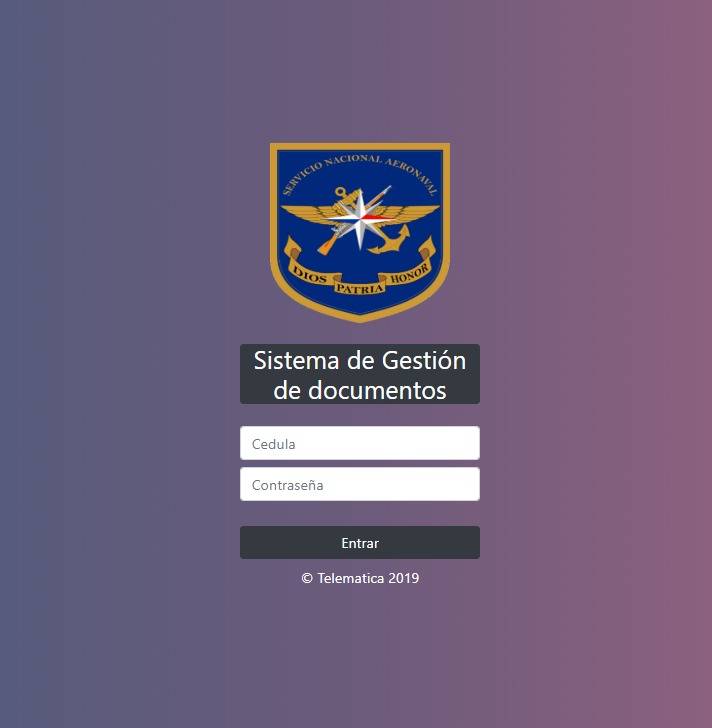 SERVICIO NACIONAL AERONAVAL
DIOS PATRIA HONOR
Sistema de Gestión
de documentos
Cedula
Contraseña
Entrar
© Telematica 2019